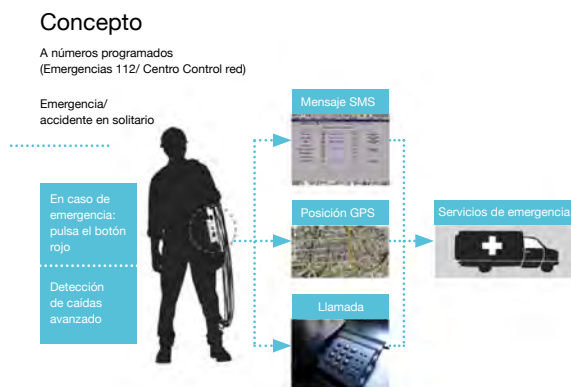 Concepto
A números programados
(Emergencias 112/ Centro Control red)
Emergencia/
accidente en solitario
En caso de
emergencia:
pulsa el botón
rojo
Detección
de caídas
avanzado
Mensaje SMS
Posición GPS
Llamada
Servicios de emergencia